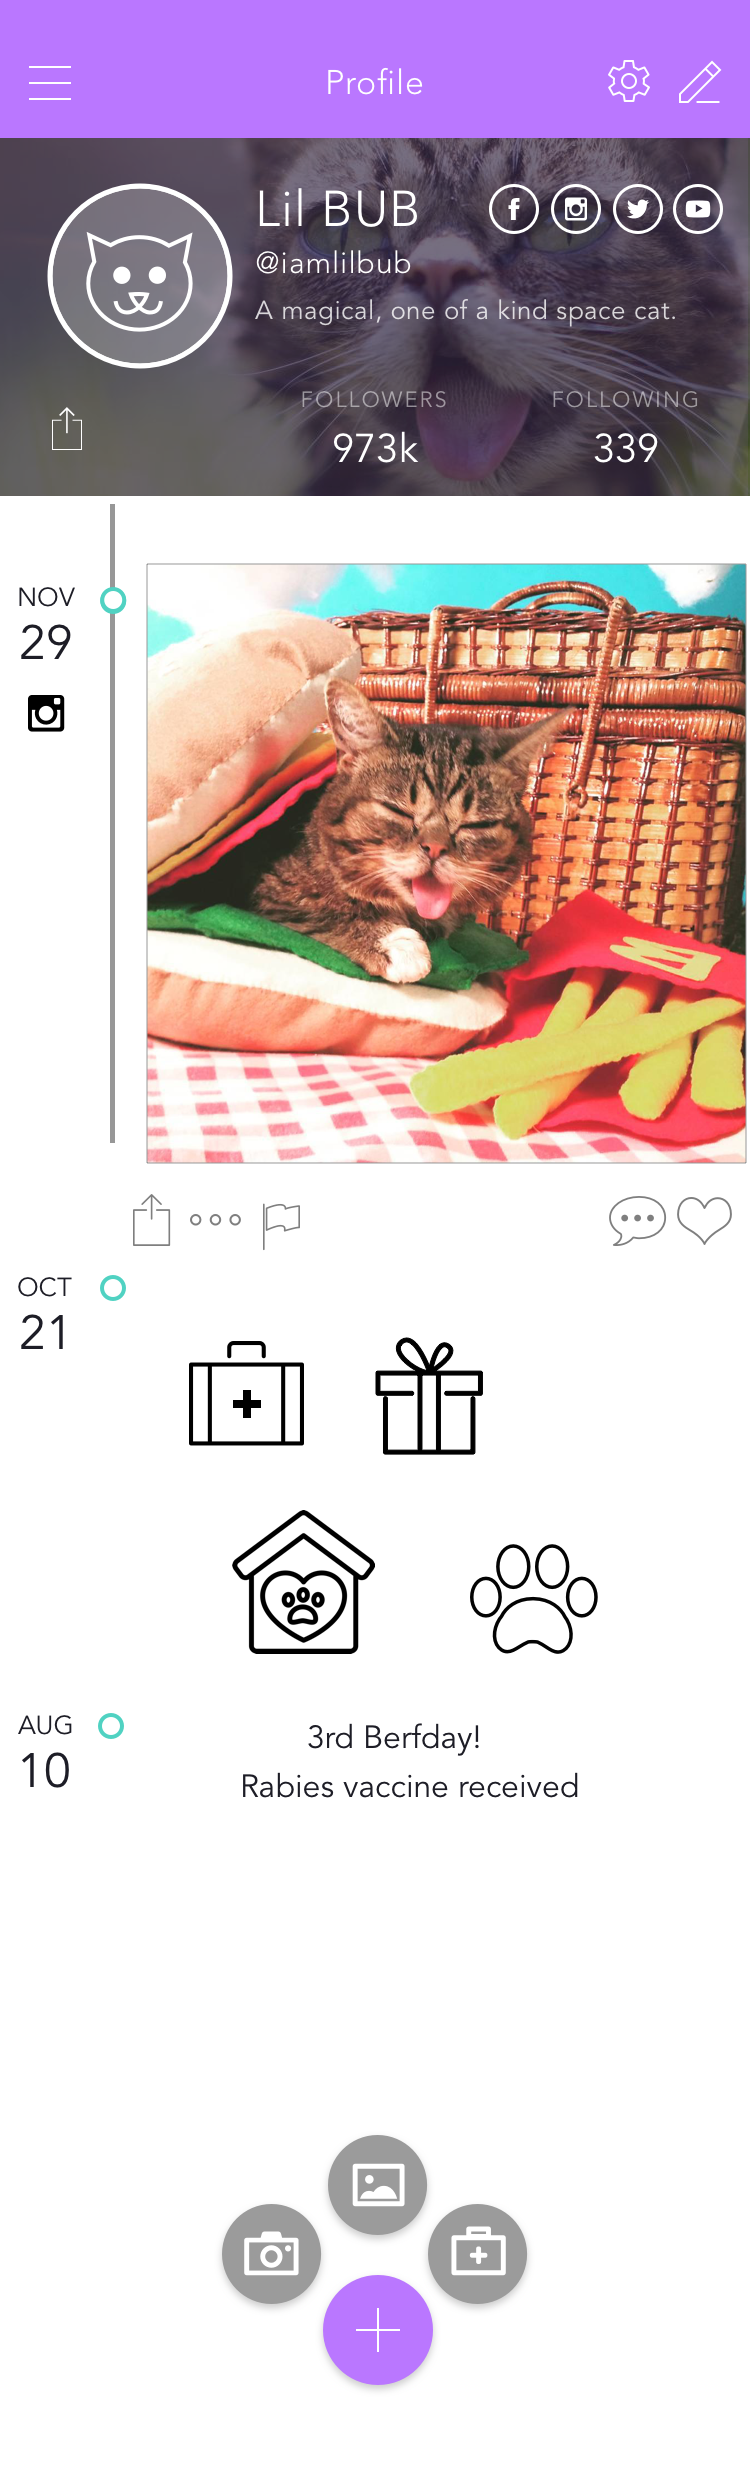 Profile
Lil BUB
@iamlilbub
A magical, one of a kind space cat.
FOLLOWERS FOLLOWING
973k 339
NOV
29
OCT
21
AUG
10
3rd Berfday!
Rabies vaccine received